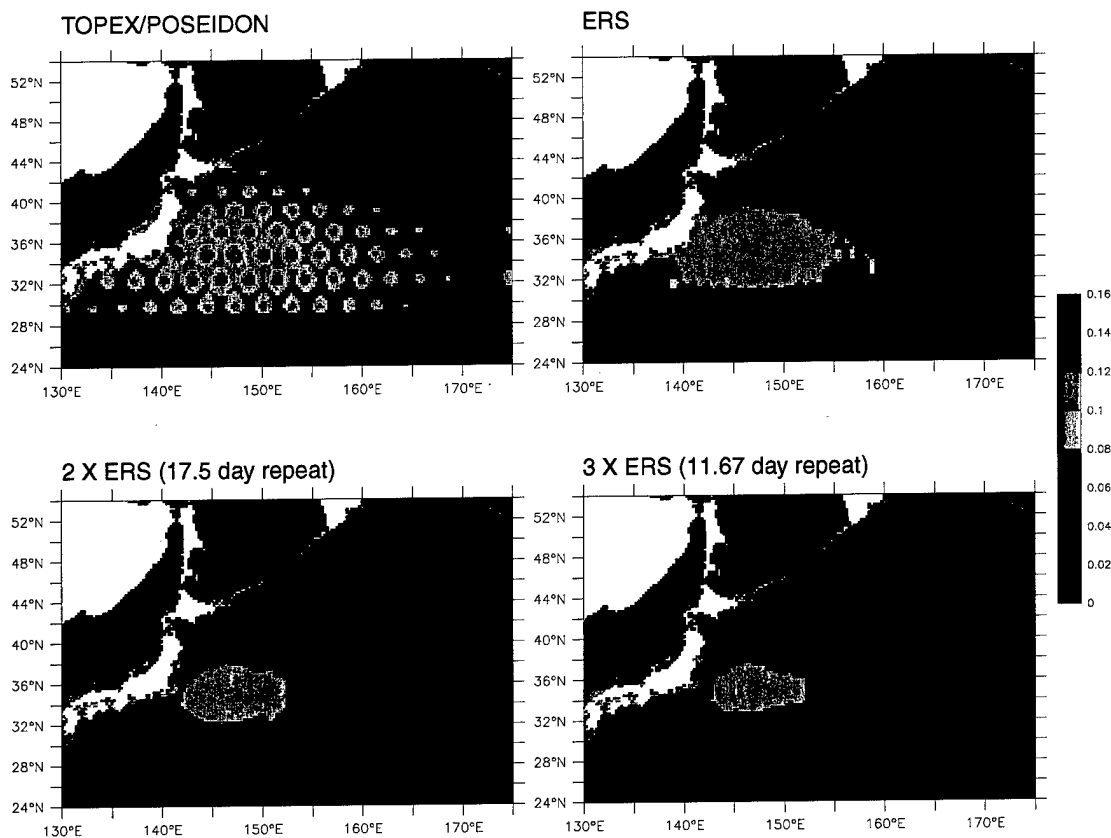 TOPEX/POSEIDON
52°N
48°N
44°N
40°N
36°N
32°N
28°N
24°N
130°E 140°E 150°E 160°E 170°E
ERS
52°N
48°N
44°N
40°N
36°N
32°N
28°N
24°N
130°E 140°E 150°E 160°E 170°E
2 X ERS (17.5 day repeat)
52°N
48°N
44°N
40°N
36°N
32°N
28°N
24°N
130°E 140°E 150°E 160°E 170°E
3 X ERS (11.67 day repeat)
52°N
48°N
44°N
40°N
36°N
32°N
28°N
24°N
130°E 140°E 150°E 160°E 170°E
0.16
0.14
0.12
0.1
0.08
0.06
0.04
0.02
0